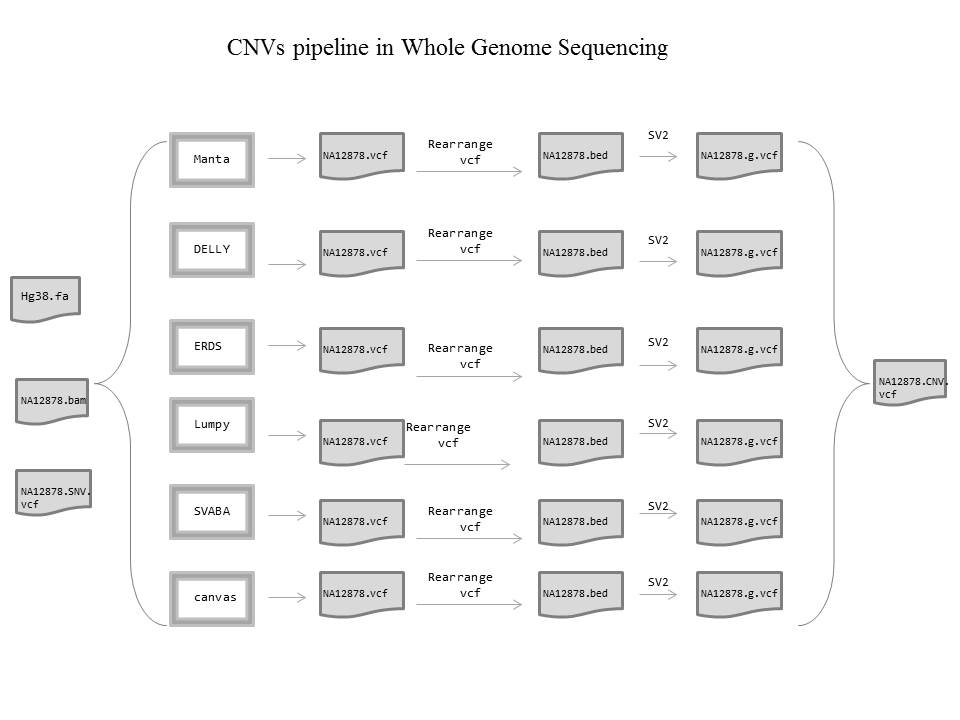 CNVs pipeline in Whole Genome Sequencing
Hg38.fa
NA12878.bam
NA12878.SNV.
vcf
Manta
NA12878.vcf
Rearrange
vcf
NA12878.bed
SV2
NA12878.g.vcf
DELLY
NA12878.vcf
Rearrange
vcf
NA12878.bed
SV2
NA12878.g.vcf
ERDS
NA12878.vcf
Rearrange
vcf
NA12878.bed
SV2
NA12878.g.vcf
Lumpy
NA12878.vcf
Rearrange
vcf
NA12878.bed
SV2
NA12878.g.vcf
SVABA
NA12878.vcf
Rearrange
vcf
NA12878.bed
SV2
NA12878.g.vcf
canvas
NA12878.vcf
Rearrange
vcf
NA12878.bed
SV2
NA12878.g.vcf
NA12878.CNV.
vcf